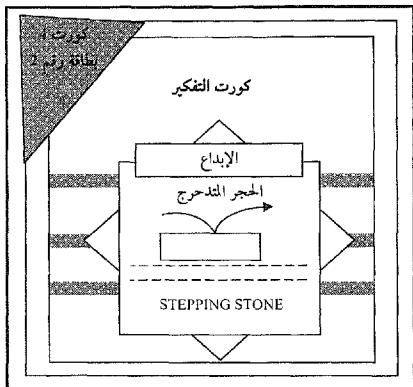 كورت 4
بطاقة رقم 2
كورت التفكير
الإبداع
الحجر المتدحرج
STEPPING STONE